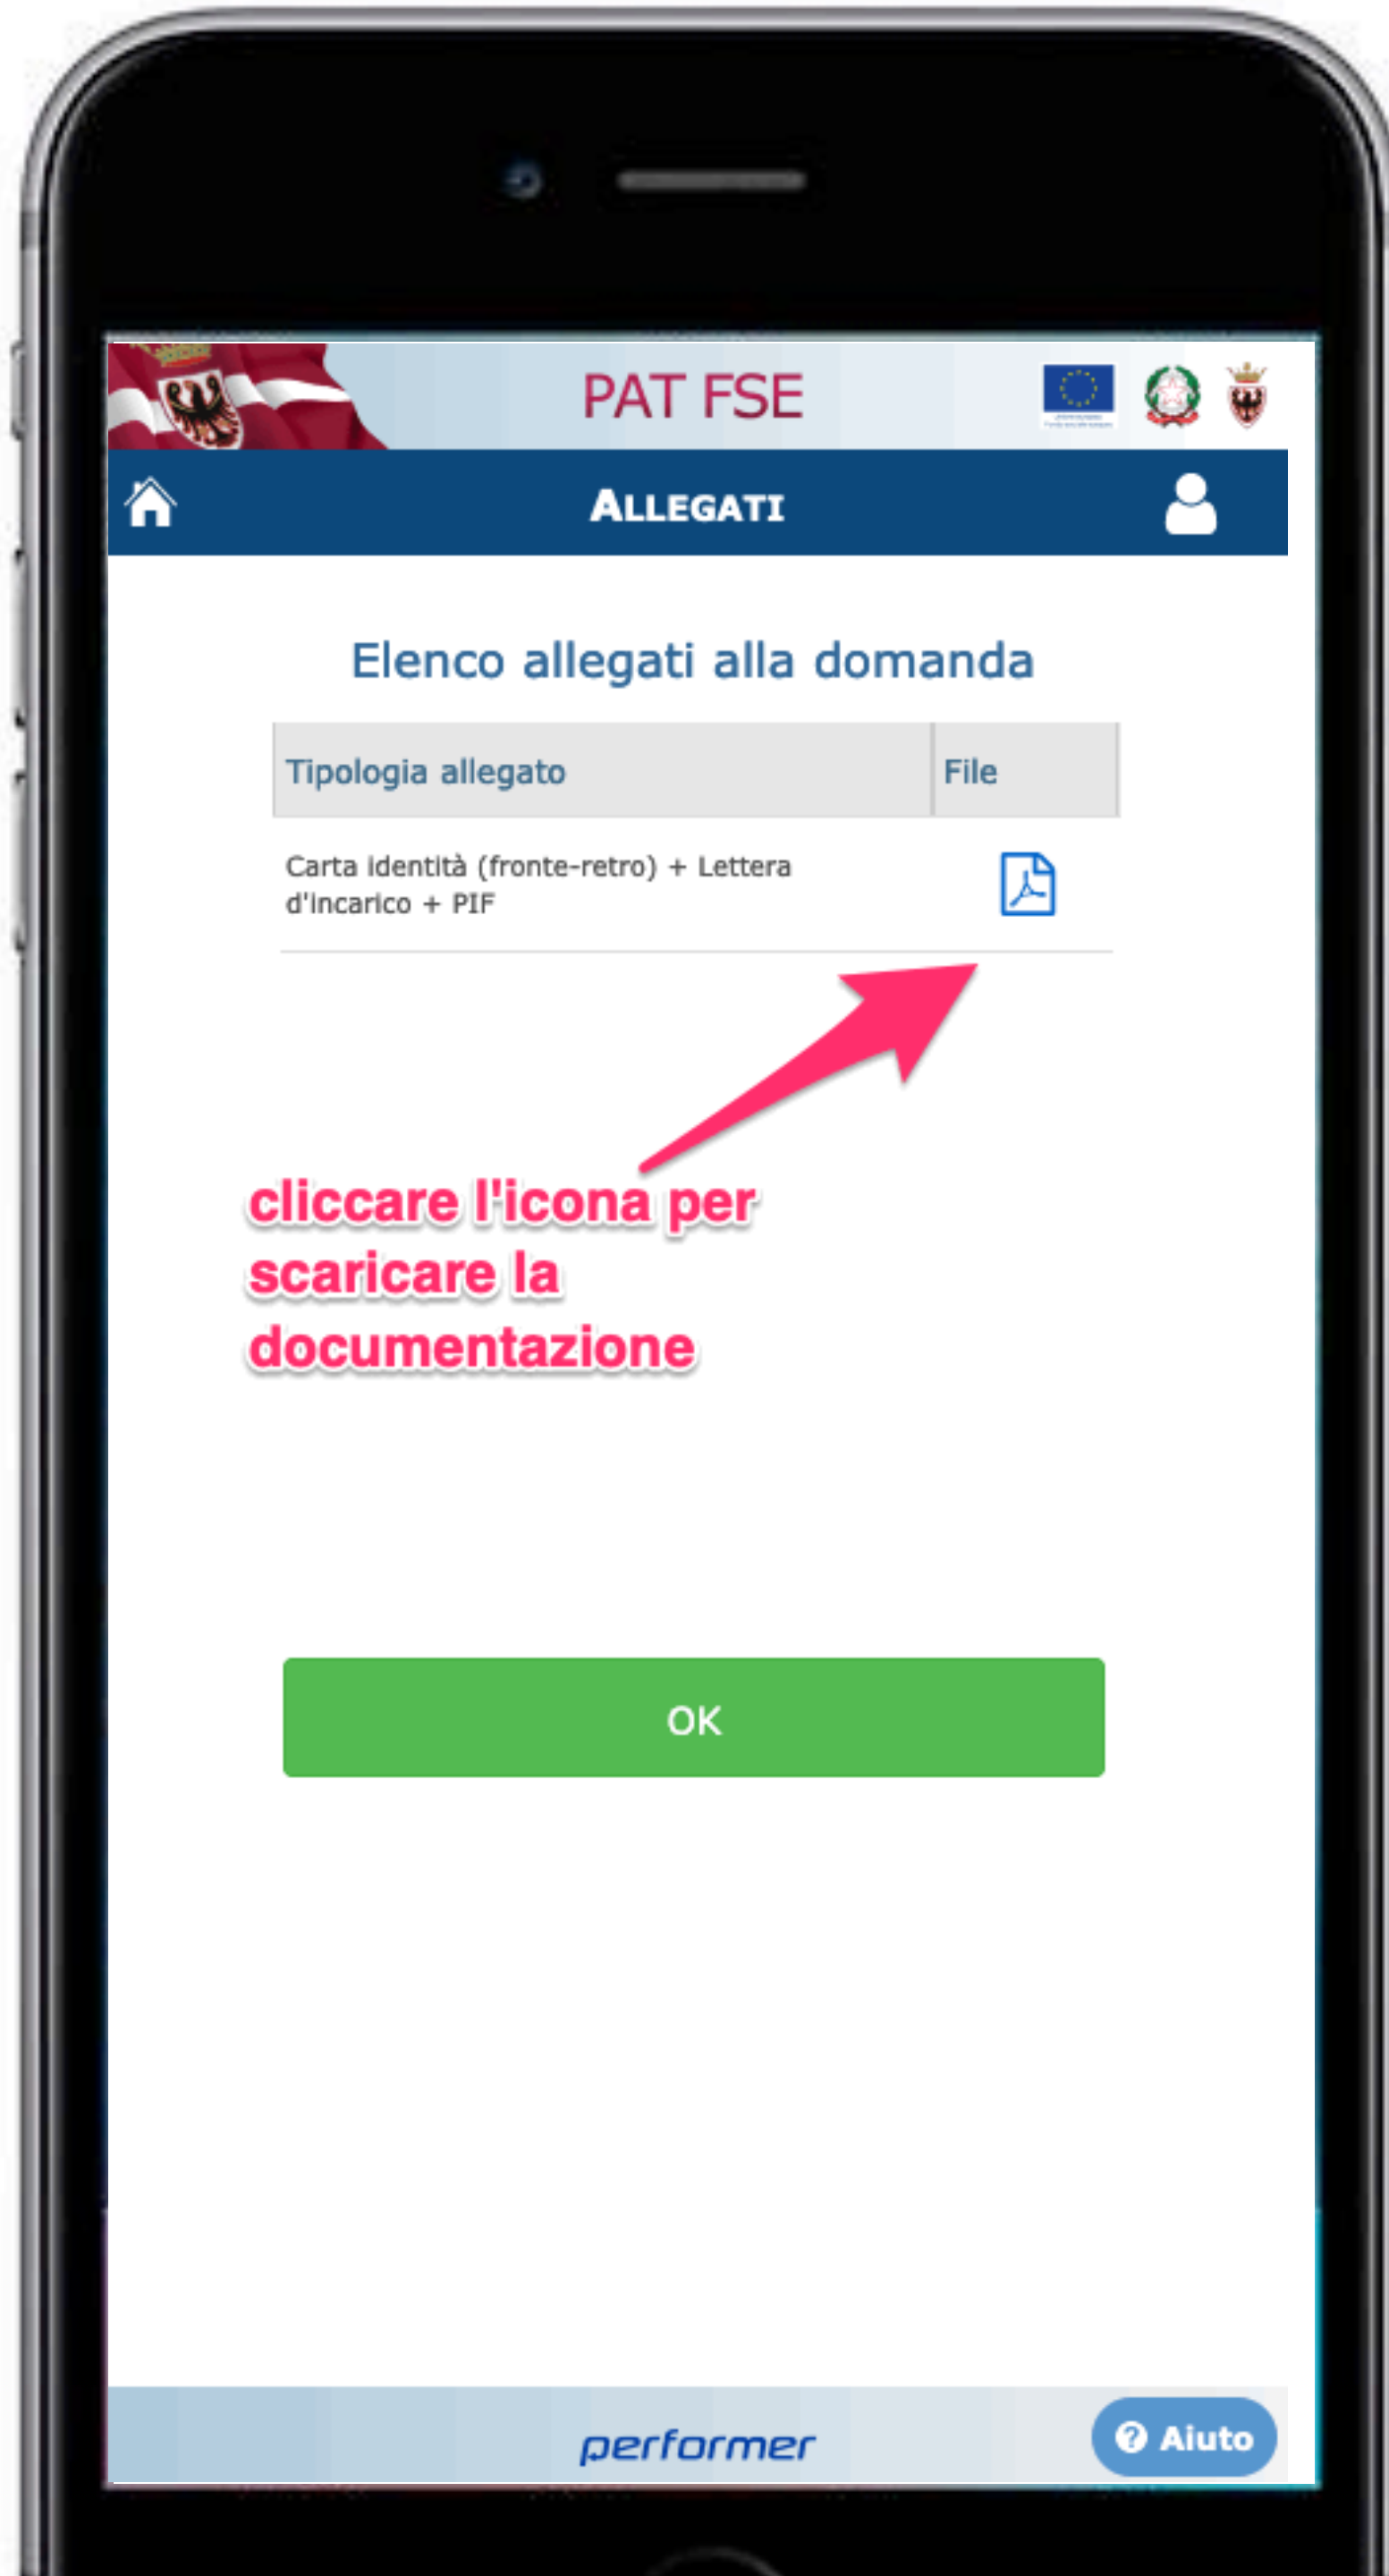 PAT FSE
ALLEGATI
Elenco allegati alla domanda
Tipologia allegato
File
Carta identità (fronte-retro) + Lettera
d'incarico + PIF
cliccare l'icona per
scaricare la
documentazione
OK
performer
? Aiuto